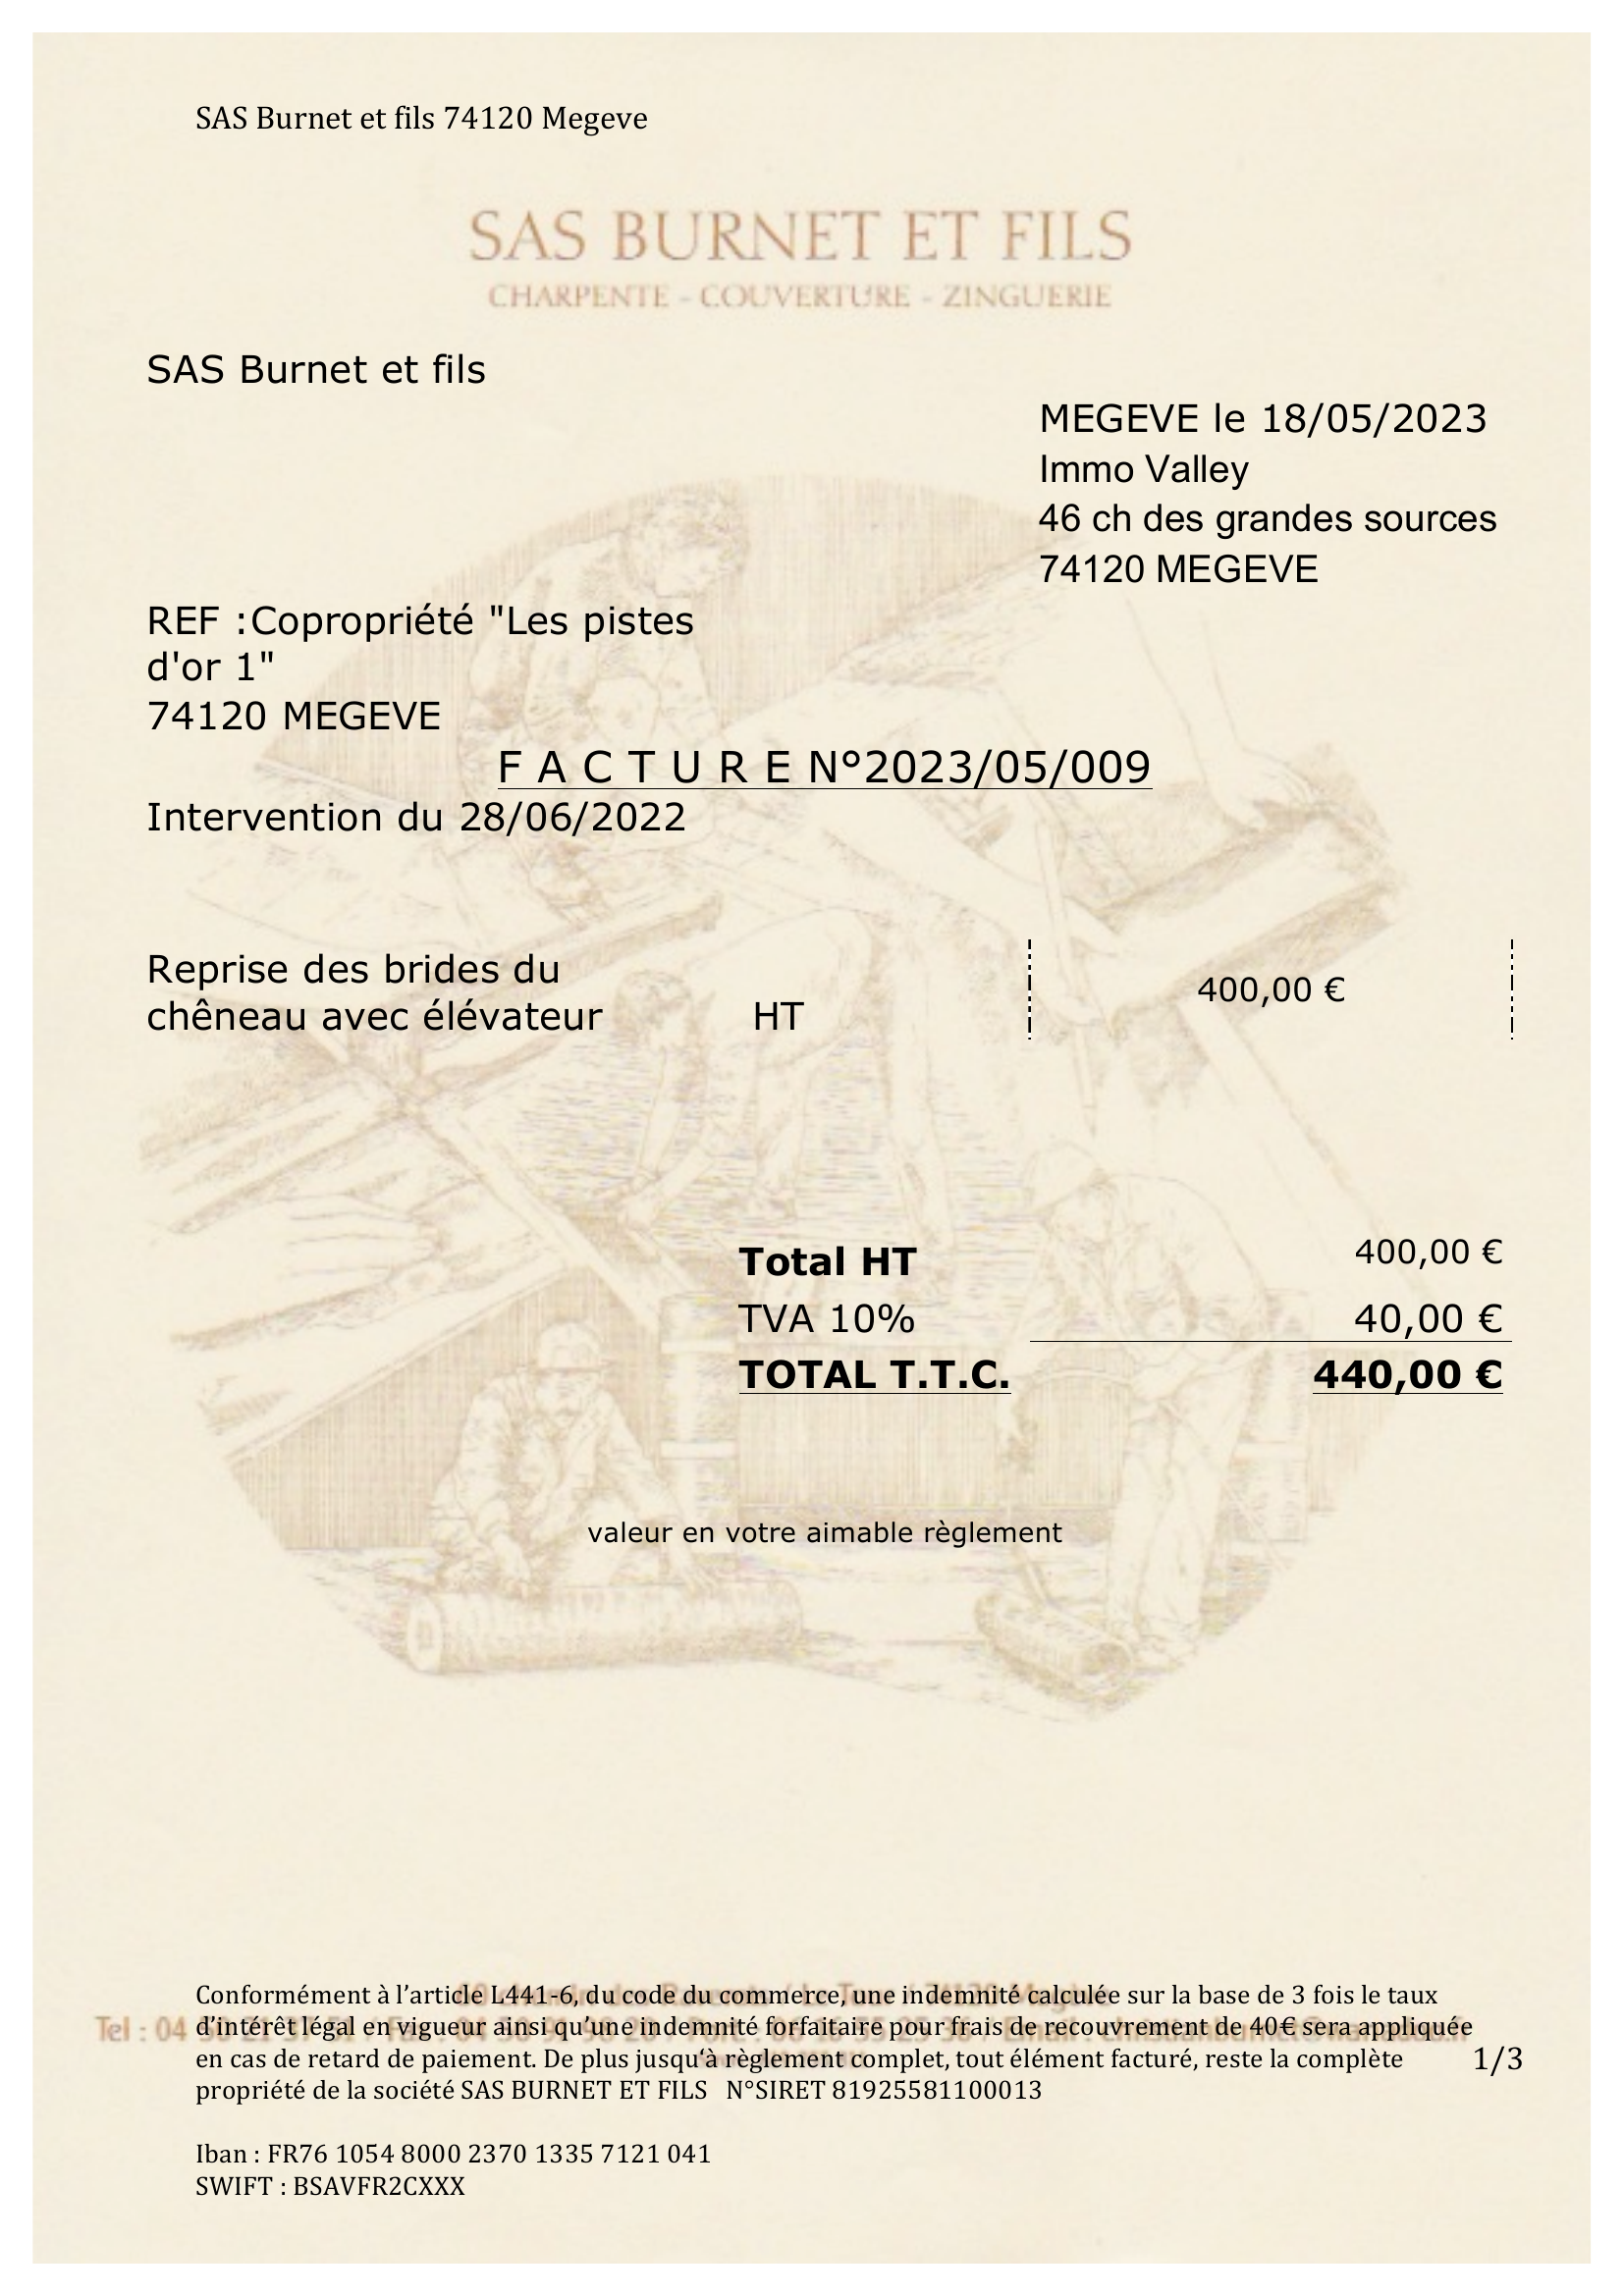 SAS Burnet et fils 74120 Megeve
SAS BURNET ET FILS
CHARPENTE - COUVERTURE - ZINGUERIE
SAS Burnet et fils
MEGEVE le 18/05/2023
Immo Valley
46 ch des grandes sources
74120 MEGEVE
REF :Copropriété "Les pistes
d'or 1"
74120 MEGEVE
F A C T U R E N°2023/05/009
Intervention du 28/06/2022
Reprise des brides du
chêneau avec élévateur HT 400,00 €
Total HT 400,00 €
TVA 10% 40,00 €
TOTAL T.T.C. 440,00 €
valeur en votre aimable règlement
Conformément à l’article L441-6, du code du commerce, une indemnité calculée sur la base de 3 fois le taux
d’intérêt légal en vigueur ainsi qu’une indemnité forfaitaire pour frais de recouvrement de 40€ sera appliquée
en cas de retard de paiement. De plus jusqu’à règlement complet, tout élément facturé, reste la complète
propriété de la société SAS BURNET ET FILS N°SIRET 81925581100013
1/3
Tel : 04
Iban : FR76 1054 8000 2370 1335 7121 041
SWIFT : BSAVFR2CXXX